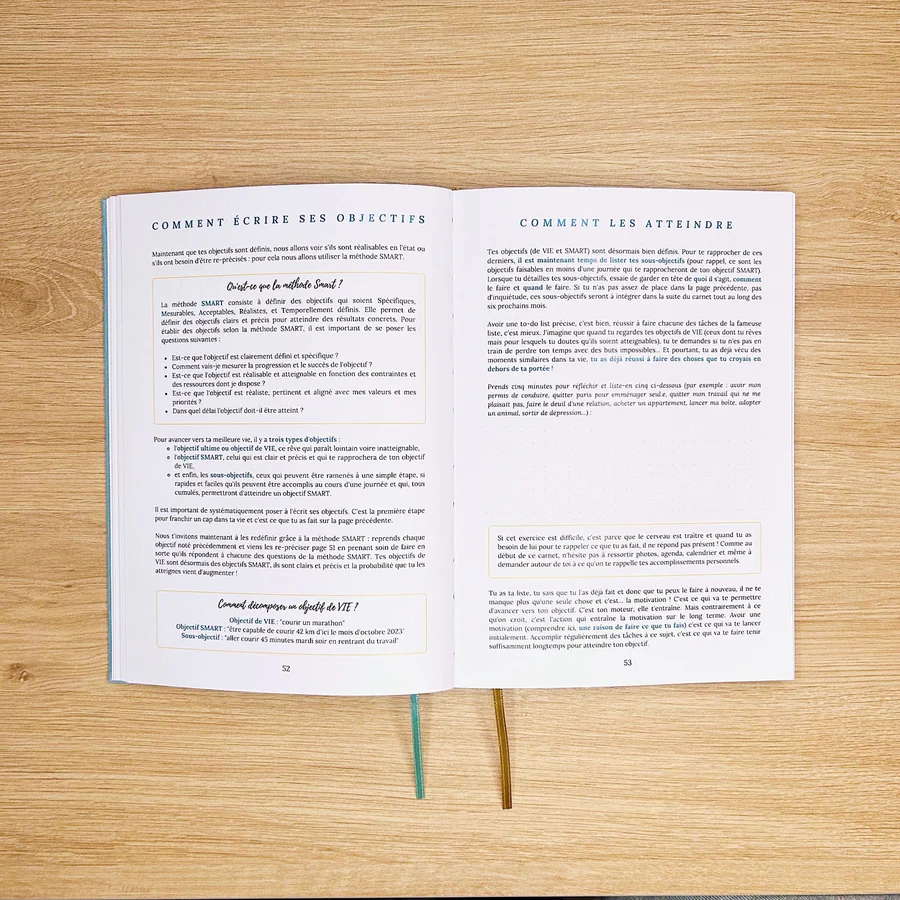 COMMENT ÉCRIRE SES OBJECTIFS
Maintenant que tes objectifs sont définis, nous allons voir s'ils sont réalisables en l'état ou
s'ils ont besoin d'être re-précisés : pour cela nous allons utiliser la méthode SMART.
Qu'est-ce que la méthode Smart ?
La méthode SMART consiste à définir des objectifs qui soient Spécifiques,
Mesurables, Acceptables, Réalistes, et Temporellement définis. Elle permet de
définir des objectifs clairs et précis pour atteindre des résultats concrets. Pour
établir des objectifs selon la méthode SMART, il est important de se poser les
questions suivantes :
• Est-ce que l'objectif est clairement défini et spécifique ?
• Comment vais-je mesurer la progression et le succès de l'objectif ?
• Est-ce que l'objectif est réalisable et atteignable en fonction des contraintes et
des ressources dont je dispose ?
• Est-ce que l'objectif est réaliste, pertinent et aligné avec mes valeurs et mes
priorités ?
• Dans quel délai l'objectif doit-il être atteint ?
Pour avancer vers ta meilleure vie, il y a trois types d'objectifs :
l'objectif ultime ou objectif de VIE, ce rêve qui paraît lointain voire inatteignable,
l'objectif SMART, celui qui est clair et précis et qui te rapprochera de ton objectif
de VIE,
et enfin, les sous-objectifs, ceux qui peuvent être ramenés à une simple étape, si
rapides et faciles qu'ils peuvent être accomplis au cours d'une journée et qui, tous
cumulés, permettront d'atteindre un objectif SMART.
Il est important de systématiquement poser à l'écrit ses objectifs. C'est la première étape
pour franchir un cap dans ta vie et c'est ce que tu as fait sur la page précédente.
Nous t'invitons maintenant à les redéfinir grâce à la méthode SMART : reprends chaque
objectif noté précédemment et viens les re-préciser page 51 en prenant soin de faire en
sorte qu'ils répondent à chacune des questions de la méthode SMART. Tes objectifs de
VIE sont désormais des objectifs SMART, ils sont clairs et précis et la probabilité que tu les
atteignes vient d'augmenter !
Comment décomposer un objectif de VIE ?
Objectif de VIE : "courir un marathon"
Objectif SMART : "être capable de courir 42 km d'ici le mois d'octobre 2023"
Sous-objectif : "aller courir 45 minutes mardi soir en rentrant du travail"
52
COMMENT LES ATTEINDRE
Tes objectifs (de VIE et SMART) sont désormais bien définis. Pour te rapprocher de ces
derniers, il est maintenant temps de lister tes sous-objectifs (pour rappel, ce sont les
objectifs faisables en moins d'une journée qui te rapprocheront de ton objectif SMART).
Lorsque tu détailles tes sous-objectifs, essaie de garder en tête de quoi il s'agit, comment
le faire et quand le faire. Si tu n'as pas assez de place dans la page précédente, pas
d'inquiétude, ces sous-objectifs seront à intégrer dans la suite du carnet tout au long des
six prochains mois.
Avoir une to-do list précise, c'est bien, réussir à faire chacune des tâches de la fameuse
liste, c'est mieux. J'imagine que quand tu regardes tes objectifs de VIE (ceux dont tu rêves
mais pour lesquels tu doutes qu'ils soient atteignables), tu te demandes si tu n'es pas en
train de perdre ton temps avec des buts impossibles... Et pourtant, tu as déjà vécu des
moments similaires dans ta vie, tu as déjà réussi à faire des choses que tu croyais en
dehors de ta portée !
Prends cinq minutes pour réfléchir et liste-en cinq ci-dessous (par exemple : avoir mon
permis de conduire, quitter paris pour emménager seul.e, quitter mon travail qui ne me
plaisait pas, faire le deuil d'une relation, acheter un appartement, lancer ma boîte, adopter
un animal, sortir de dépression...) :
Si cet exercice est difficile, c'est parce que le cerveau est traître et quand tu as
besoin de lui pour te rappeler ce que tu as fait, il ne répond pas présent ! Comme au
début de ce carnet, n'hésite pas à ressortir photos, agenda, calendrier et même à
demander autour de toi à ce qu'on te rappelle tes accomplissements personnels.
Tu as ta liste, tu sais que tu l'as déjà fait et donc que tu peux le faire à nouveau, il ne te
manque plus qu'une seule chose et c'est... la motivation ! C'est ce qui va te permettre
d'avancer vers ton objectif. C'est ton moteur, elle t'entraîne. Mais contrairement à ce
qu'on croit, c'est l'action qui entraîne la motivation sur le long terme. Avoir une
motivation (comprendre ici, une raison de faire ce que tu fais) c'est ce qui va te lancer
initialement. Accomplir régulièrement des tâches à ce sujet, c'est ce qui va te faire tenir
suffisamment longtemps pour atteindre ton objectif.
53